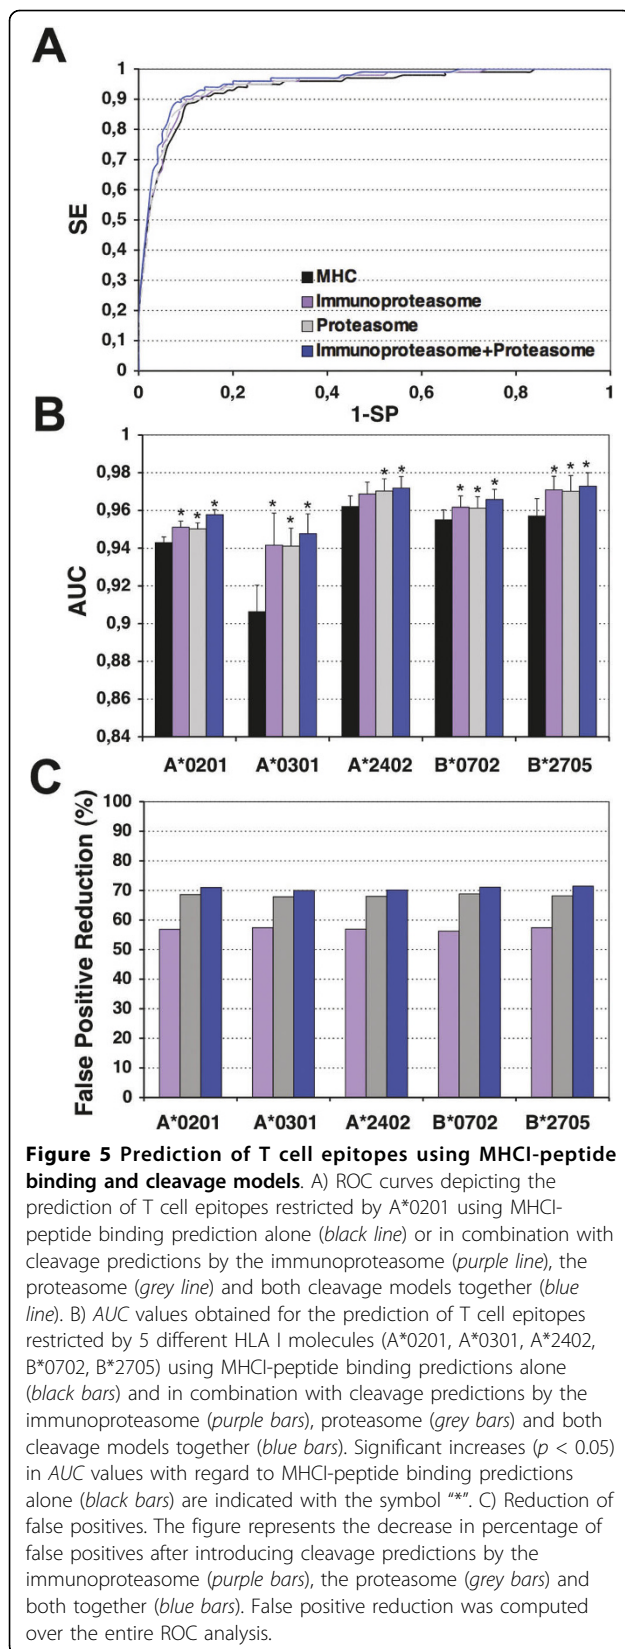 A
1
0,9
0,8
0,7
0,6
0,5
0,4
0,3
0,2
0,1
0
SE
MHC
Immunoproteasome
Proteasome
Immunoproteasome+Proteasome
0 0,2 0,4 0,6 0,8 1
1-SP
B
1
0,98
0,96
0,94
0,92
0,9
0,88
0,86
0,84
AUC
* * *
* * *
* *
* * *
* * *
A*0201 A*0301 A*2402 B*0702 B*2705
C
100
90
80
70
60
50
40
30
20
10
0
False Positive Reduction (%)
A*0201 A*0301 A*2402 B*0702 B*2705
Figure 5 Prediction of T cell epitopes using MHCI-peptide
binding and cleavage models. A) ROC curves depicting the
prediction of T cell epitopes restricted by A*0201 using MHCI-
peptide binding prediction alone (black line) or in combination with
cleavage predictions by the immunoproteasome (purple line), the
proteasome (grey line) and both cleavage models together (blue
line). B) AUC values obtained for the prediction of T cell epitopes
restricted by 5 different HLA I molecules (A*0201, A*0301, A*2402,
B*0702, B*2705) using MHCI-peptide binding predictions alone
(black bars) and in combination with cleavage predictions by the
immunoproteasome (purple bars), proteasome (grey bars) and both
cleavage models together (blue bars). Significant increases (p < 0.05)
in AUC values with regard to MHCI-peptide binding predictions
alone (black bars) are indicated with the symbol “*”. C) Reduction of
false positives. The figure represents the decrease in percentage of
false positives after introducing cleavage predictions by the
immunoproteasome (purple bars), the proteasome (grey bars) and
both together (blue bars). False positive reduction was computed
over the entire ROC analysis.